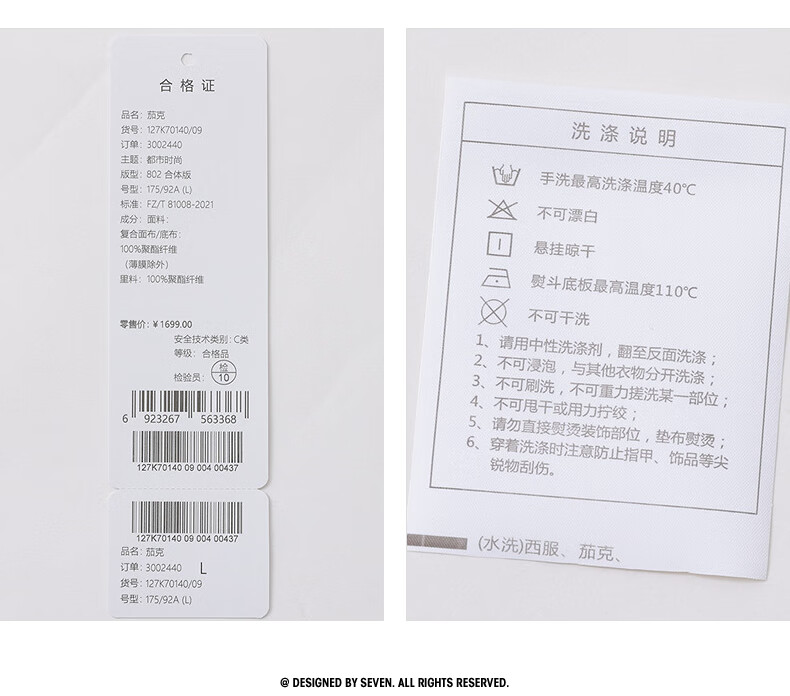 合格证
品名：茄克
货号：127K70140/09
订单：3002440
主题：都市时尚
版型：802 合体版
号型：175/92A (L)
标准：FZ/T 81008-2021
成分：面料：
复合面布/底布：
100%聚酯纤维
（薄膜除外）
里料：100%聚酯纤维
零售价：￥1699.00
安全技术类别：C类
等级：合格品
检验员：检 10
6 923267 563368
127K70140 09 004 00437
127K70140 09 004 00437
品名：茄克
订单：3002440 L
货号：127K70140/09
号型：175/92A (L)
洗涤说明
手洗最高洗涤温度40℃
不可漂白
悬挂晾干
熨斗底板最高温度110℃
不可干洗
1、请用中性洗涤剂，翻至反面洗涤；
2、不可浸泡，与其他衣物分开洗涤；
3、不可刷洗，不可重力搓洗某一部位；
4、不可甩干或用力拧绞；
5、请勿直接熨烫装饰部位，垫布熨烫；
6、穿着洗涤时注意防止指甲、饰品等尖
锐物刮伤。
(水洗)西服、茄克、
@ DESIGNED BY SEVEN. ALL RIGHTS RESERVED.